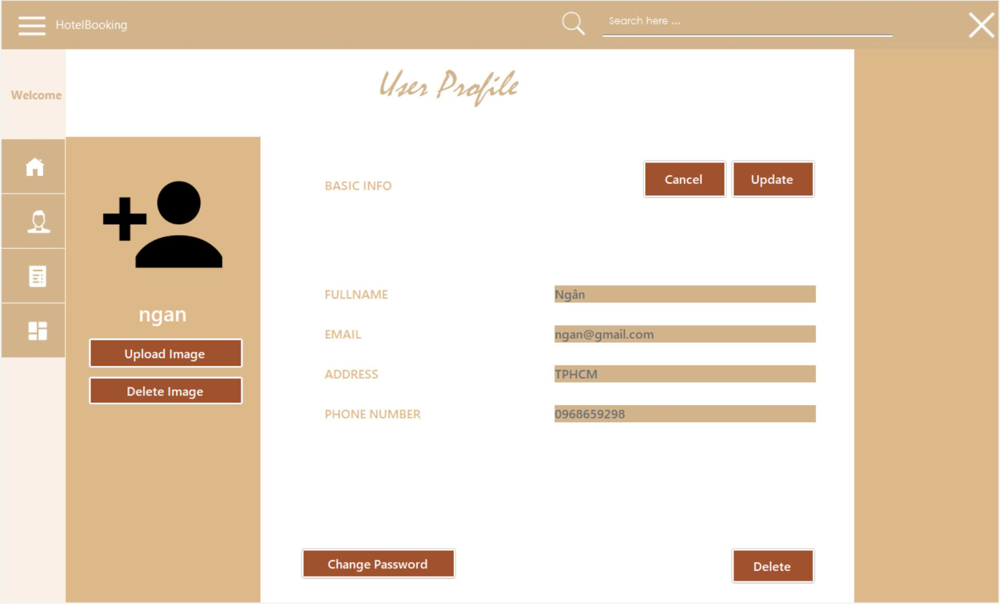 HotelBooking
Search here ...
Welcome
User Profile
BASIC INFO
Cancel
Update
FULLNAME
Ngân
ngan
EMAIL
ngan@gmail.com
Upload Image
ADDRESS
TPHCM
Delete Image
PHONE NUMBER
0968659298
Change Password
Delete